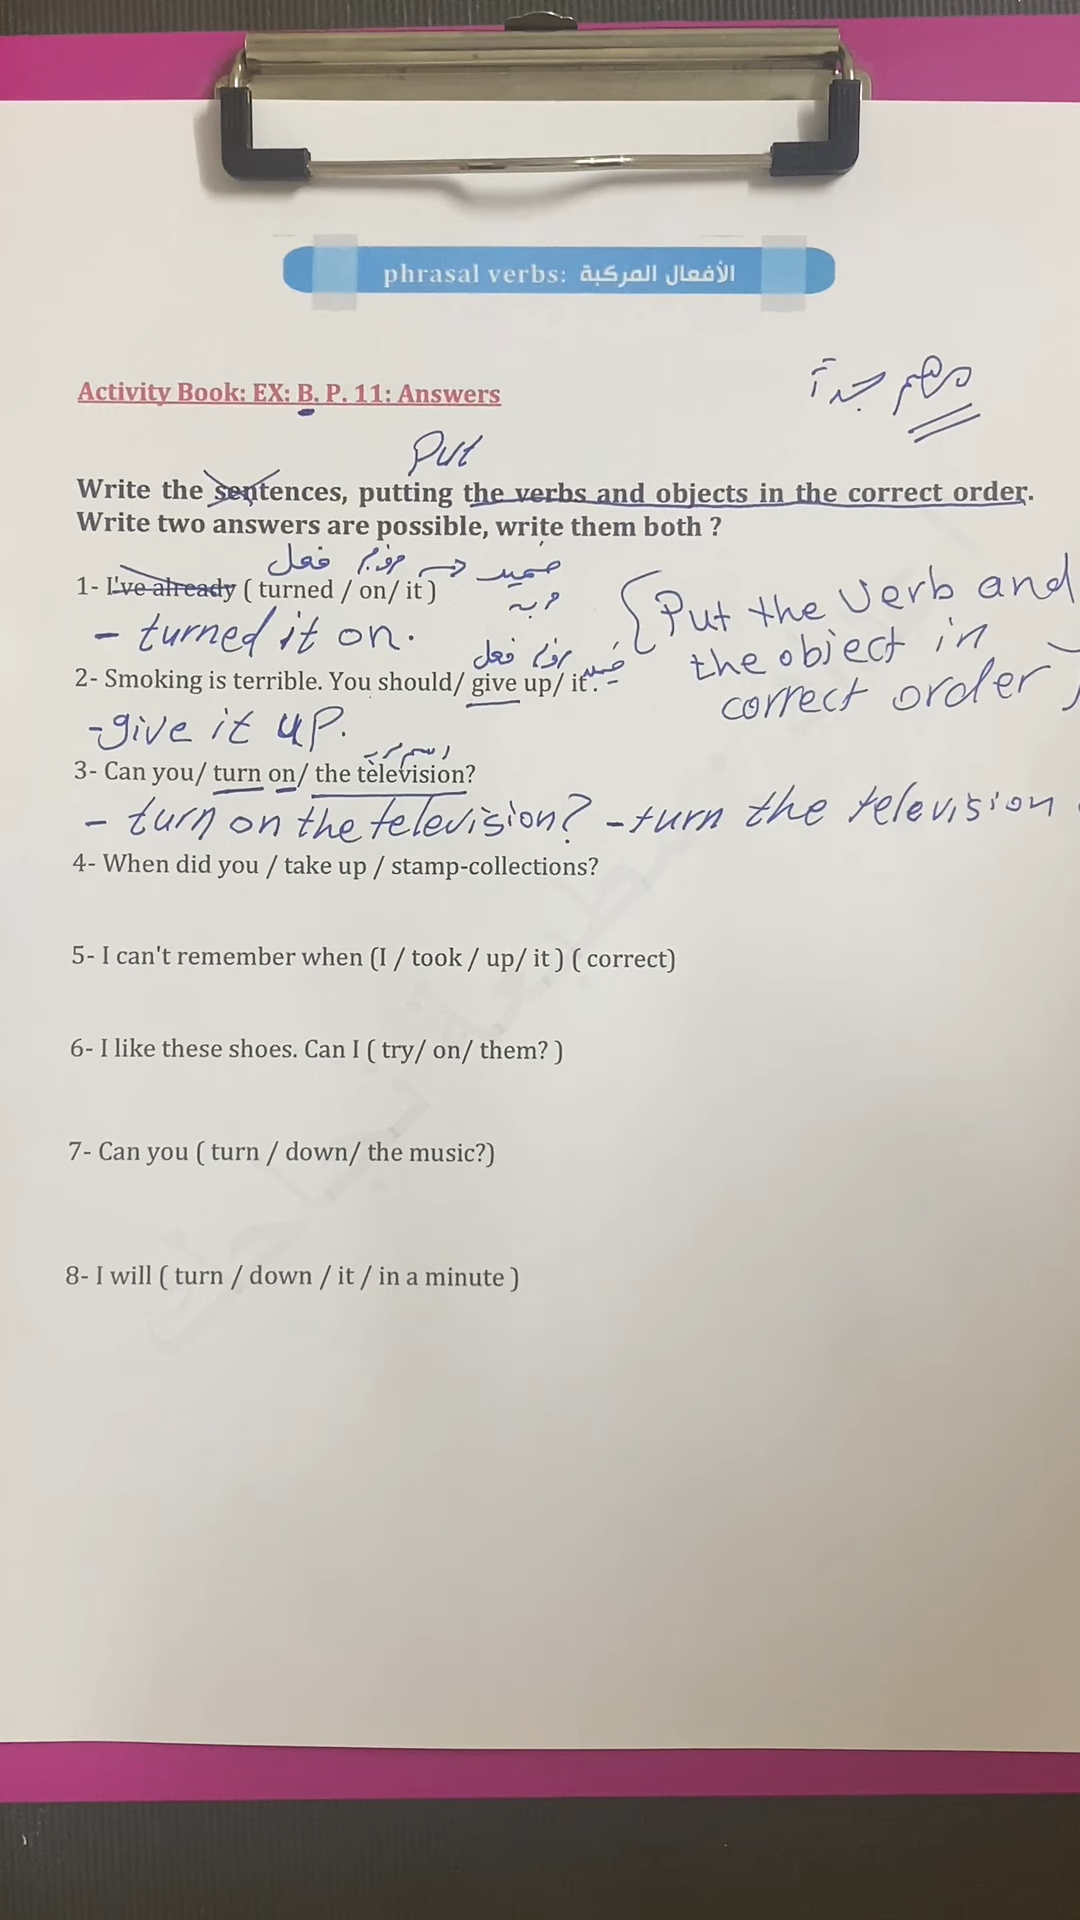 phrasal verbs: الأفعال المركبة
مهم جداً
Activity Book: EX: B. P. 11: Answers
Put
Write the sentences, putting the verbs and objects in the correct order.
Write two answers are possible, write them both ?
فعل
ضمير
1- I've already ( turned / on/ it )
{Put the verb and
the object in
correct order
- turned it on.
فعل
2- Smoking is terrible. You should/ give up/ it.
- give it up.
3- Can you/ turn on/ the television?
- turn on the television? - turn the television
4- When did you / take up / stamp-collections?
5- I can't remember when (I / took / up/ it ) ( correct)
6- I like these shoes. Can I ( try/ on/ them? )
7- Can you ( turn / down/ the music?)
8- I will ( turn / down / it / in a minute )